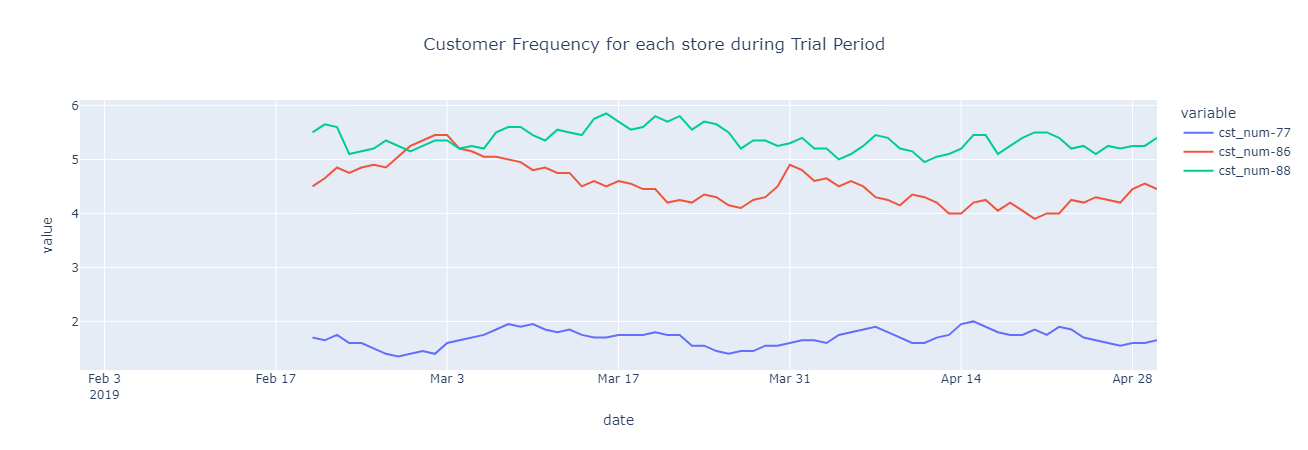 Customer Frequency for each store during Trial Period
variable
cst_num-77
cst_num-86
cst_num-88
value
6
5
4
3
2
Feb 3
2019
Feb 17
Mar 3
Mar 17
Mar 31
Apr 14
Apr 28
date